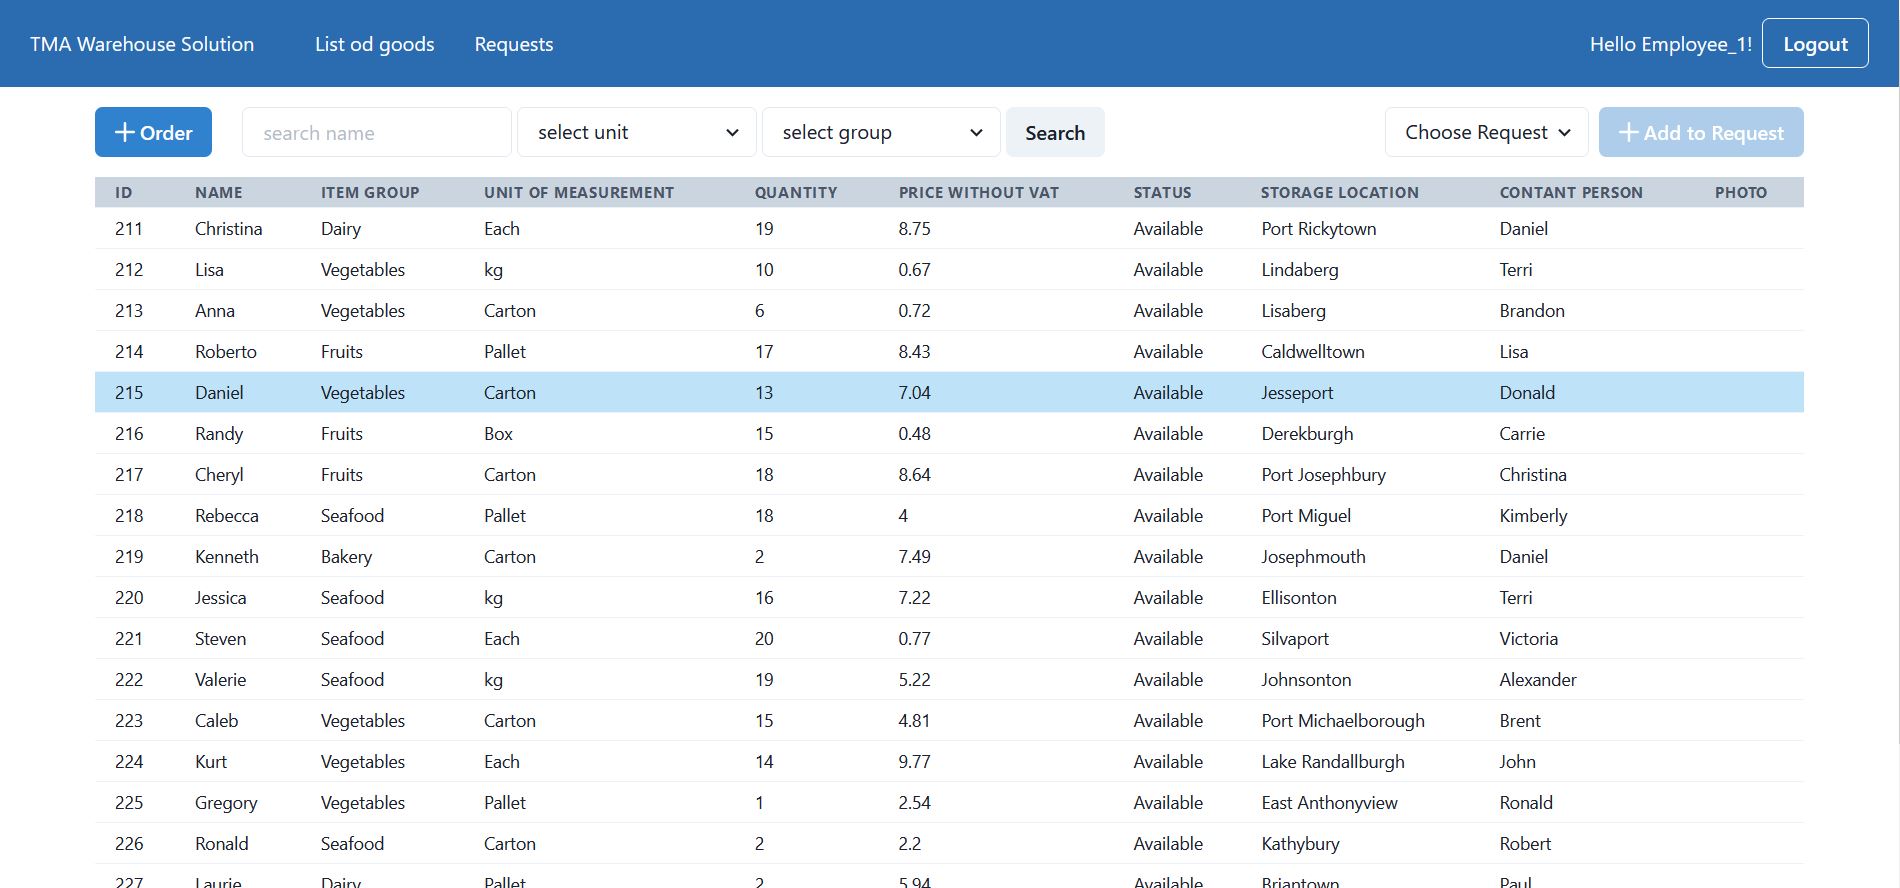 TMA Warehouse Solution List od goods Requests Hello Employee_1! Logout
+ Order search name select unit select group Search Choose Request + Add to Request
ID NAME ITEM GROUP UNIT OF MEASUREMENT QUANTITY PRICE WITHOUT VAT STATUS STORAGE LOCATION CONTANT PERSON PHOTO
211 Christina Dairy Each 19 8.75 Available Port Rickytown Daniel
212 Lisa Vegetables kg 10 0.67 Available Lindaberg Terri
213 Anna Vegetables Carton 6 0.72 Available Lisaberg Brandon
214 Roberto Fruits Pallet 17 8.43 Available Caldwelltown Lisa
215 Daniel Vegetables Carton 13 7.04 Available Jesseport Donald
216 Randy Fruits Box 15 0.48 Available Derekburgh Carrie
217 Cheryl Fruits Carton 18 8.64 Available Port Josephbury Christina
218 Rebecca Seafood Pallet 18 4 Available Port Miguel Kimberly
219 Kenneth Bakery Carton 2 7.49 Available Josephmouth Daniel
220 Jessica Seafood kg 16 7.22 Available Ellisonton Terri
221 Steven Seafood Each 20 0.77 Available Silvaport Victoria
222 Valerie Seafood kg 19 5.22 Available Johnsonton Alexander
223 Caleb Vegetables Carton 15 4.81 Available Port Michaelborough Brent
224 Kurt Vegetables Each 14 9.77 Available Lake Randallburgh John
225 Gregory Vegetables Pallet 1 2.54 Available East Anthonyview Ronald
226 Ronald Seafood Carton 2 2.2 Available Kathybury Robert
227 Laurie Dairy Pallet 2 5.94 Available Briantown Paul